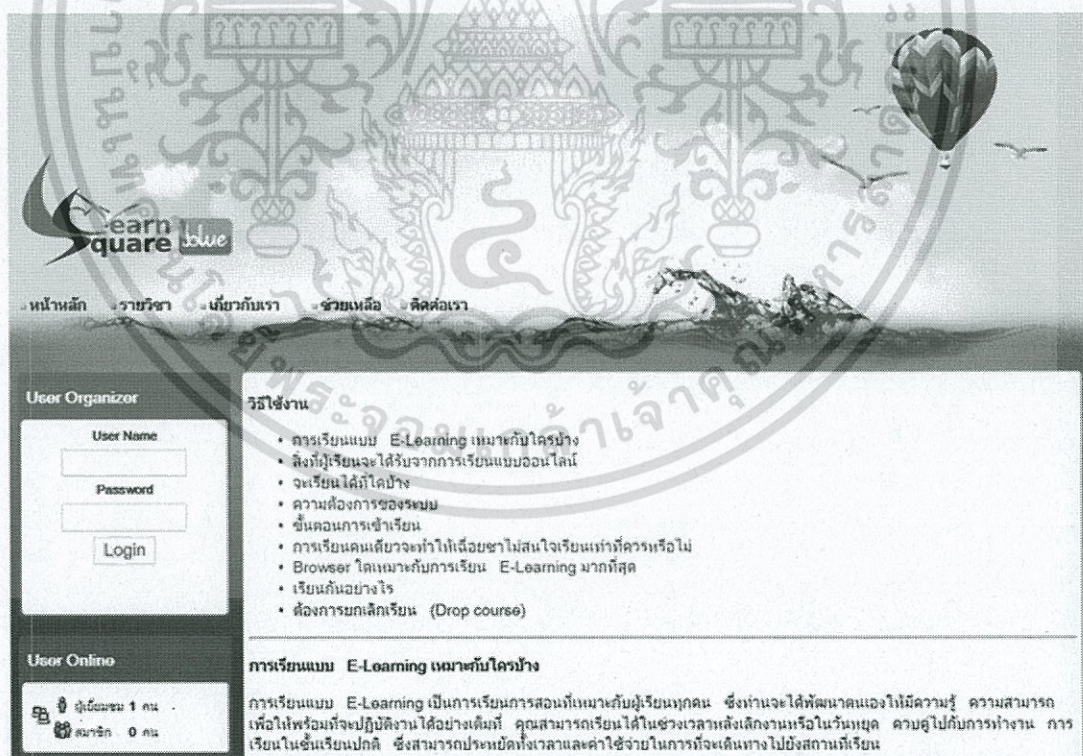 Learn
Square blue
หน้าหลัก รายวิชา เกี่ยวกับเรา ช่วยเหลือ ติดต่อเรา
User Organizer
User Name
Password
Login
User Online
ผู้เยี่ยมชม 1 คน
สมาชิก 0 คน
วิธีใช้งาน
• การเรียนแบบ E-Learning เหมาะกับใครบ้าง
• สิ่งที่ผู้เรียนจะได้รับจากการเรียนแบบออนไลน์
• จะเรียนได้ที่ใดบ้าง
• ความต้องการของระบบ
• ขั้นตอนการเข้าเรียน
• การเรียนคนเดียวจะทำให้เฉื่อยชาไม่สนใจเรียนเท่าที่ควรหรือไม่
• Browser ใดเหมาะกับการเรียน E-Learning มากที่สุด
• เรียนกันอย่างไร
• ต้องการยกเลิกเรียน (Drop course)
การเรียนแบบ E-Learning เหมาะกับใครบ้าง
การเรียนแบบ E-Learning เป็นการเรียนการสอนที่เหมาะกับผู้เรียนทุกคน ซึ่งท่านจะได้พัฒนาตนเองให้มีความรู้ ความสามารถ
เพื่อให้พร้อมที่จะปฏิบัติงานได้อย่างเต็มที่ คุณสามารถเรียนได้ในช่วงเวลาหลังเลิกงานหรือในวันหยุด ควบคู่ไปกับการทำงาน การ
เรียนในชั้นเรียนปกติ ซึ่งสามารถประหยัดทั้งเวลาและค่าใช้จ่ายในการที่จะเดินทางไปยังสถานที่เรียน